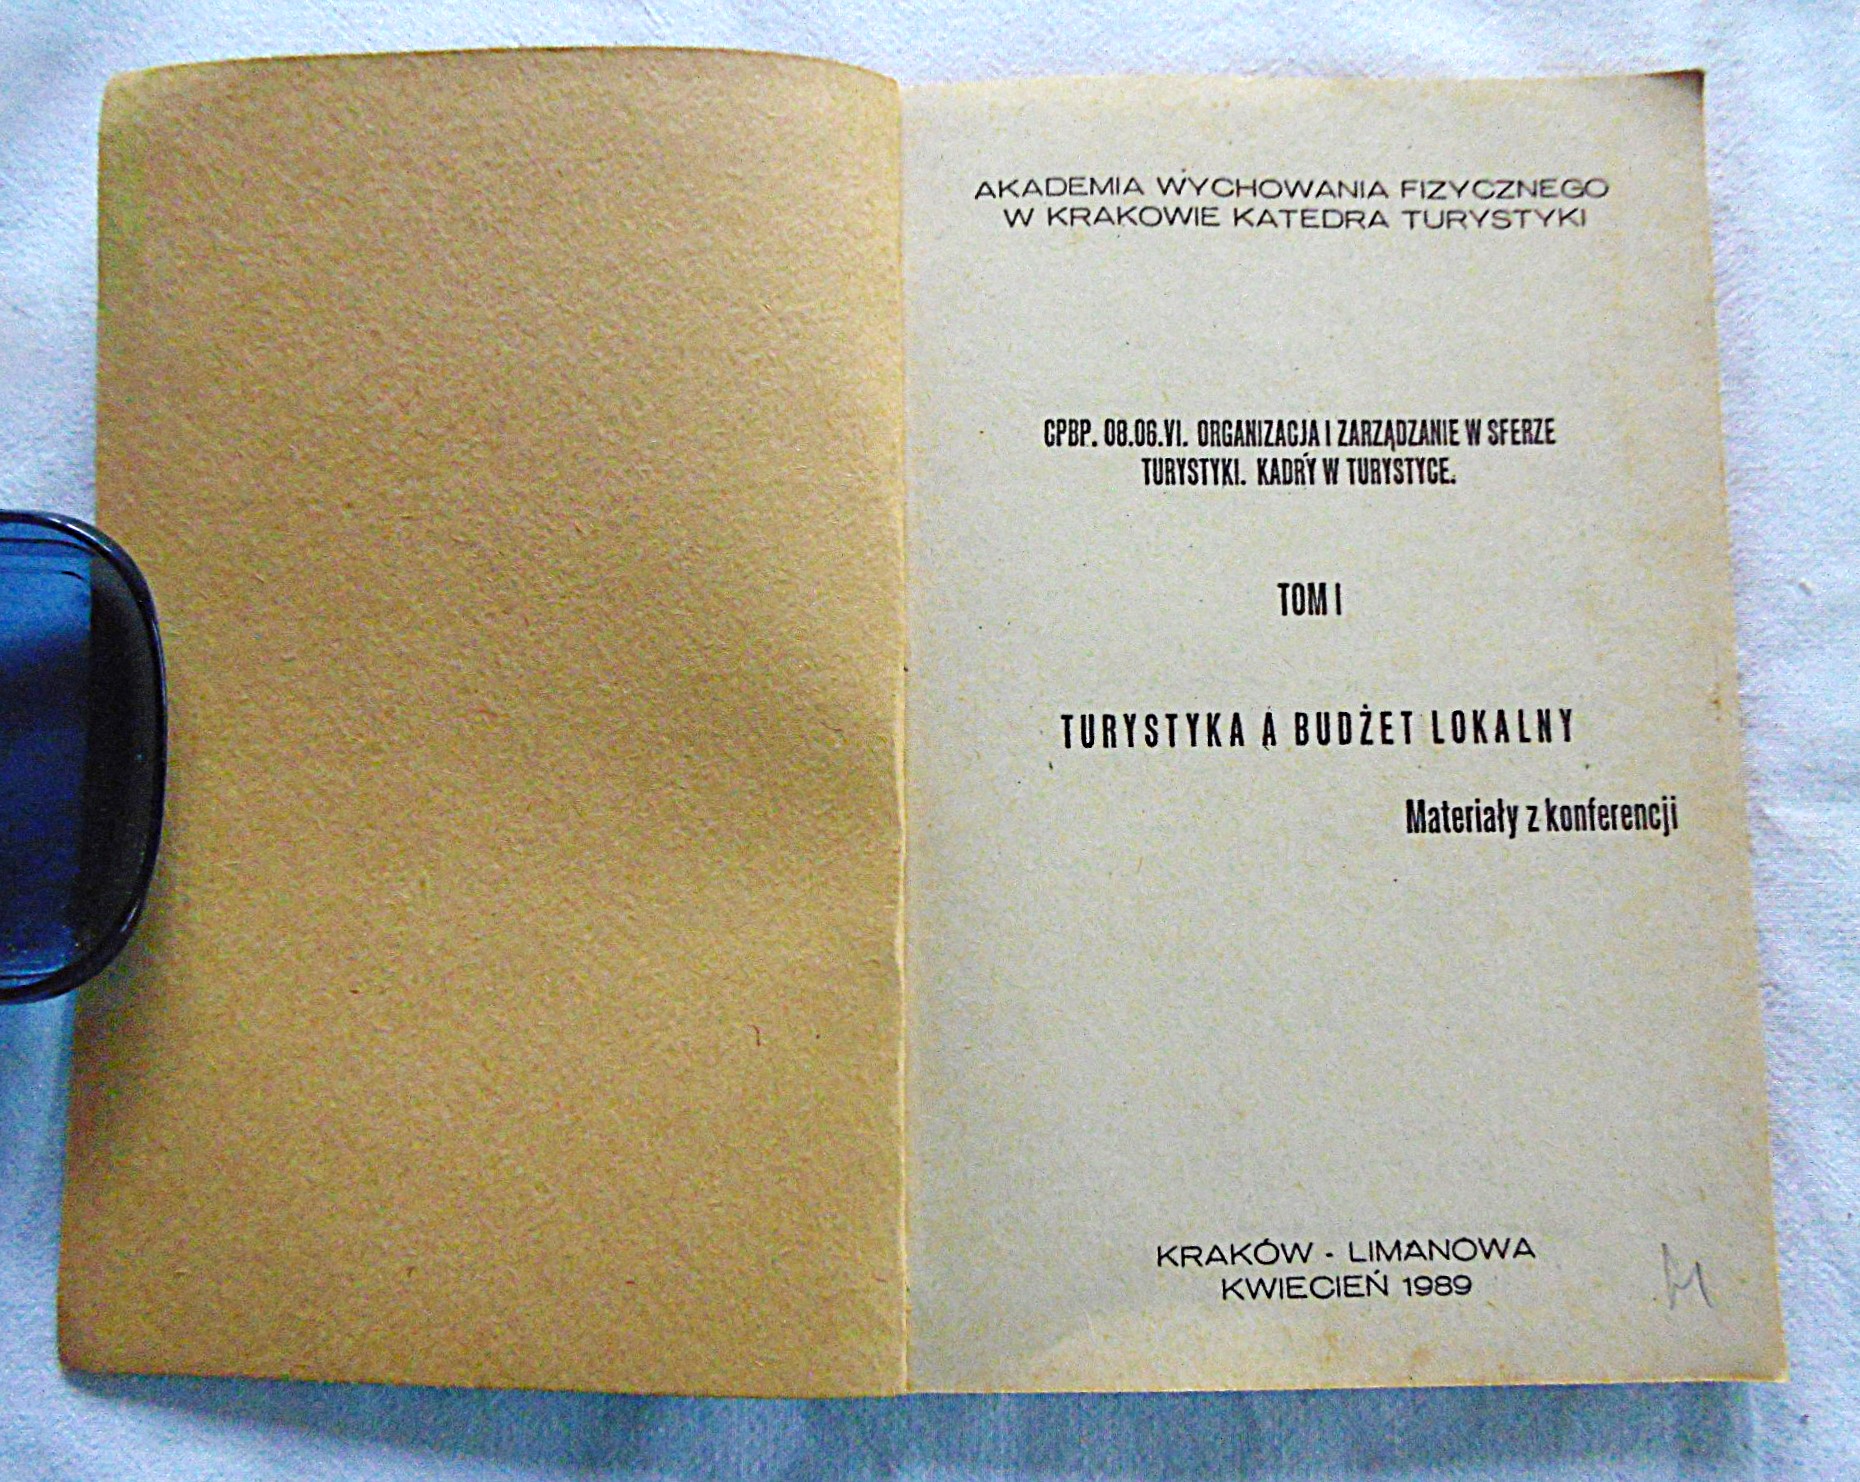 AKADEMIA WYCHOWANIA FIZYCZNEGO
W KRAKOWIE KATEDRA TURYSTYKI
CPBP. 08.06.VI. ORGANIZACJA I ZARZĄDZANIE W SFERZE
TURYSTYKI. KADRY W TURYSTYCE.
TOM I
TURYSTYKA A BUDŻET LOKALNY
Materiały z konferencji
KRAKÓW - LIMANOWA
KWIECIEŃ 1989